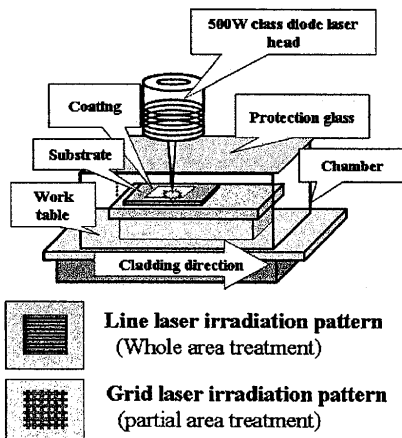 500W class diode laser
head
Coating
Protection glass
Substrate
Chamber
Work
table
Cladding direction
Line laser irradiation pattern
(Whole area treatment)
Grid laser irradiation pattern
(partial area treatment)